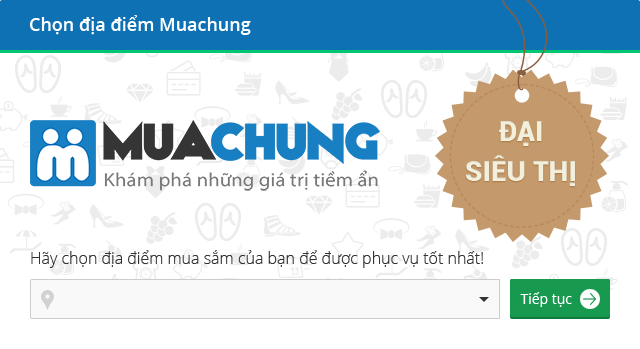 Chọn địa điểm Muachung
MUACHUNG
Khám phá những giá trị tiềm ẩn
ĐẠI
SIÊU THỊ
Hãy chọn địa điểm mua sắm của bạn để được phục vụ tốt nhất!
Tiếp tục